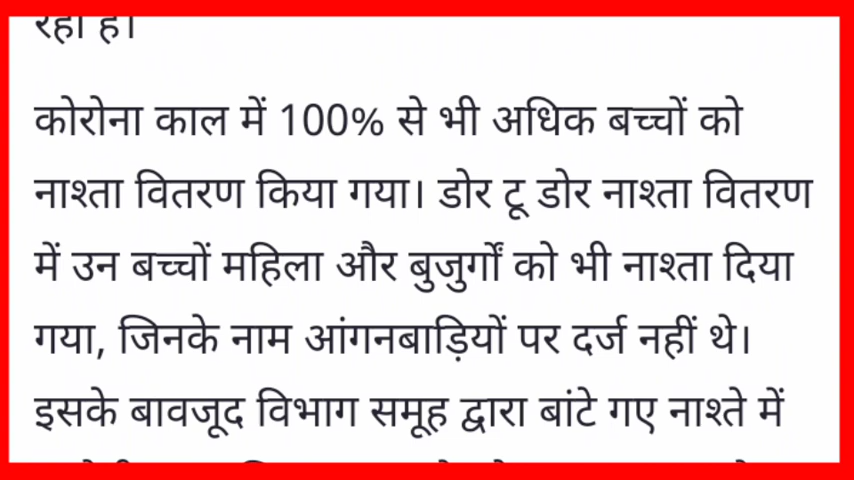 रहा है।
कोरोना काल में 100% से भी अधिक बच्चों को
नाश्ता वितरण किया गया। डोर टू डोर नाश्ता वितरण
में उन बच्चों महिला और बुजुर्गों को भी नाश्ता दिया
गया, जिनके नाम आंगनबाड़ियों पर दर्ज नहीं थे।
इसके बावजूद विभाग समूह द्वारा बांटे गए नाश्ते में